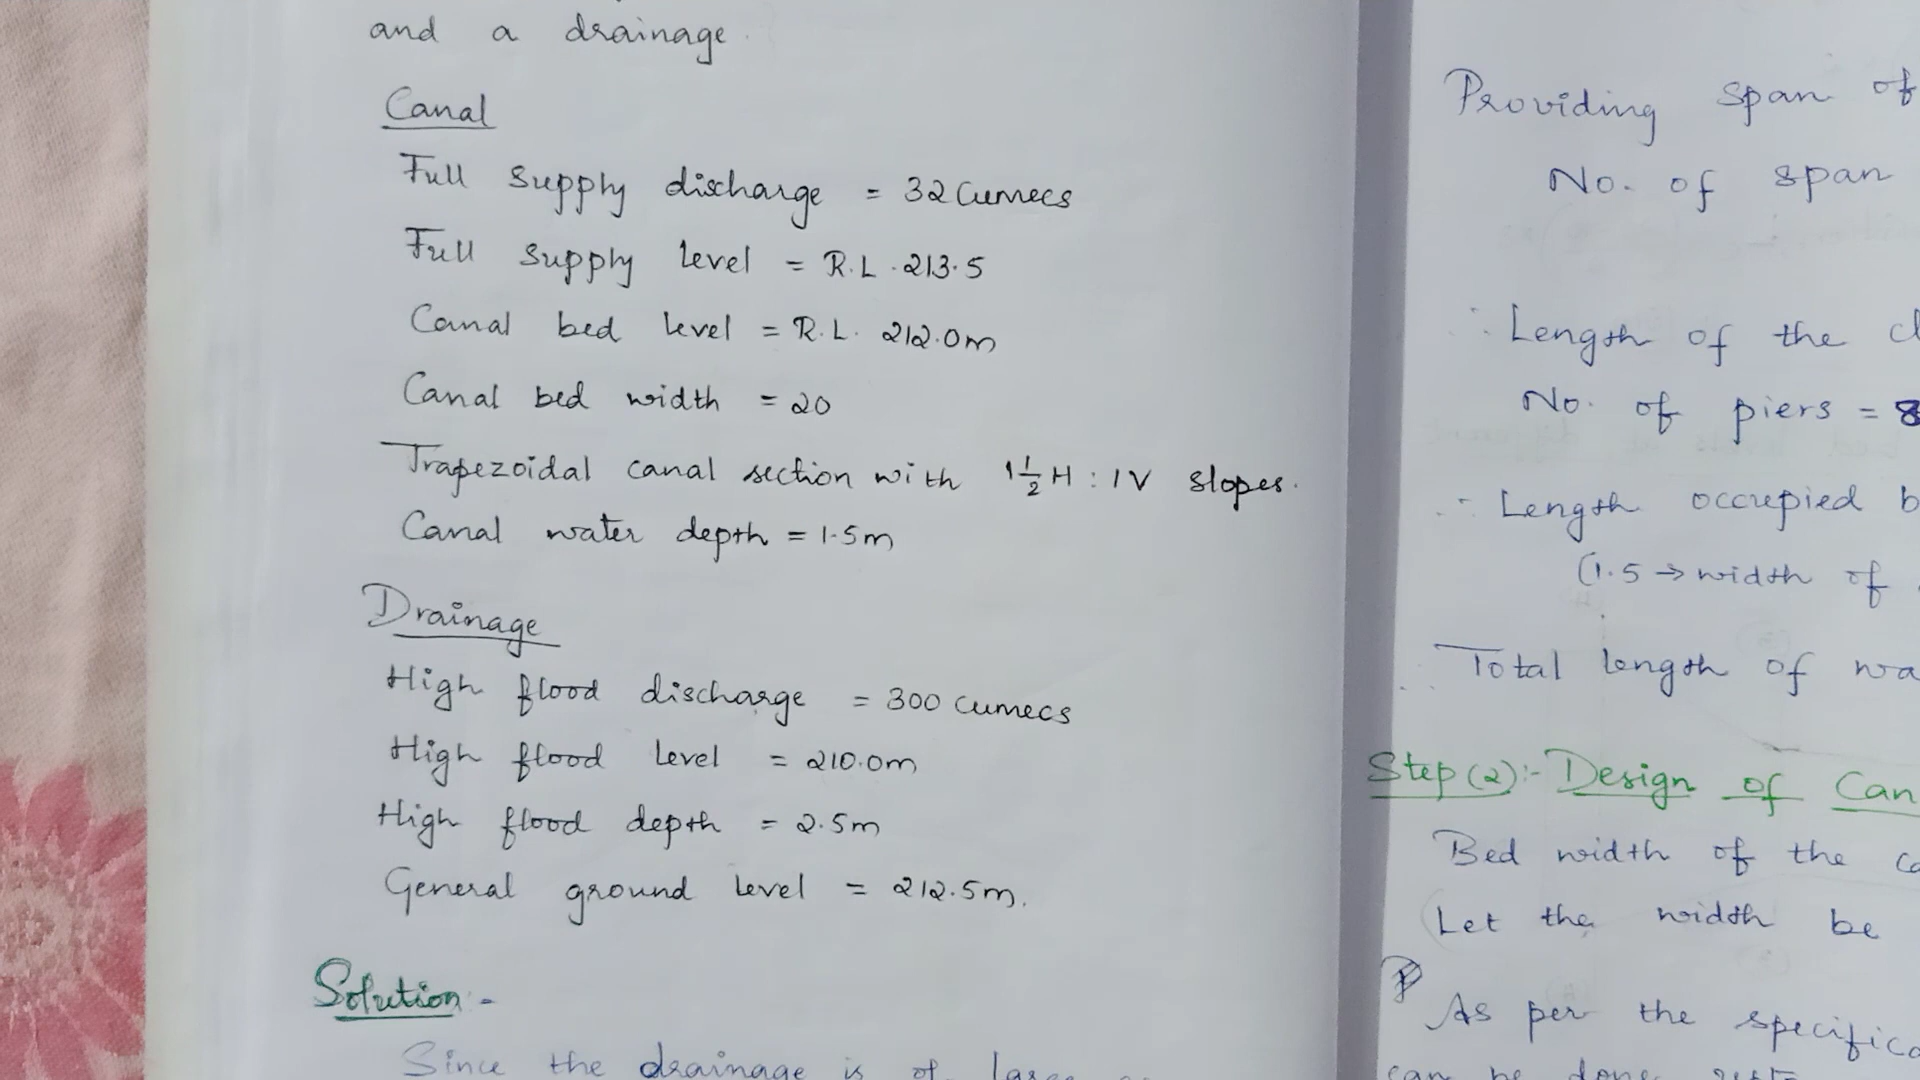 and a drainage.
Canal
Full supply discharge = 32 Cumecs
Full supply level = R.L. 213.5
Canal bed level = R.L. 212.0m
Canal bed width = 20
Trapezoidal canal section with 1½H : 1V slopes.
Canal water depth = 1.5m
Drainage
High flood discharge = 300 cumecs
High flood level = 210.0m
High flood depth = 2.5m
General ground level = 212.5m.
Solution :-
Since the drainage is of
Providing span of
No. of span
∴ Length of the
No. of piers = 8
∴ Length occupied
(1.5 → width of
Total length of
Step (2):- Design of
Bed width of the
Let the width be
As per the
can be done